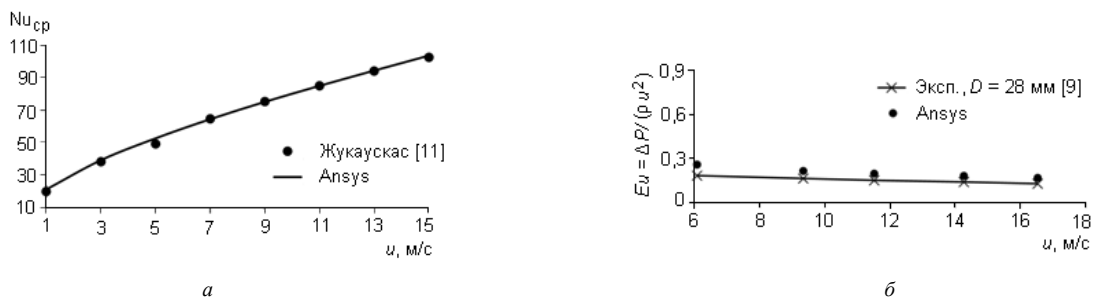 Nuср
110
90
70
50
30
10
1 3 5 7 9 11 13 15
u, м/с
Жукаускас [11]
Ansys
а
Eu = ΔP/(ρu²)
0,9
0,6
0,3
0
6 8 10 12 14 16 18
u, м/с
Эксп., D = 28 мм [9]
Ansys
б